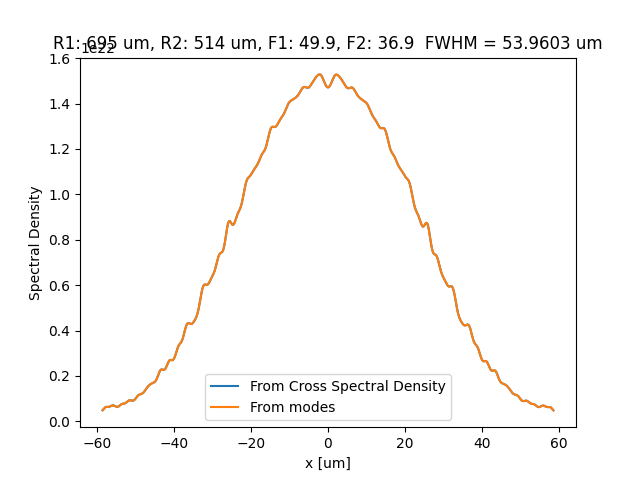 R1: 695 um, R2: 514 um, F1: 49.9, F2: 36.9  FWHM = 53.9603 um
1e22
1.6
1.4
1.2
1.0
0.8
0.6
0.4
0.2
0.0
Spectral Density
From Cross Spectral Density
From modes
−60 −40 −20 0 20 40 60
x [um]